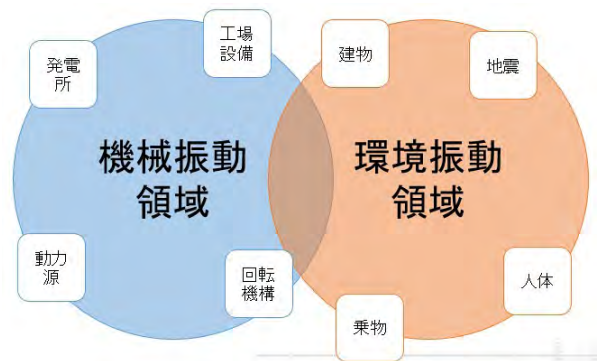 発電
所
工場
設備
建物
地震
機械振動
領域
環境振動
領域
動力
源
回転
機構
乗物
人体